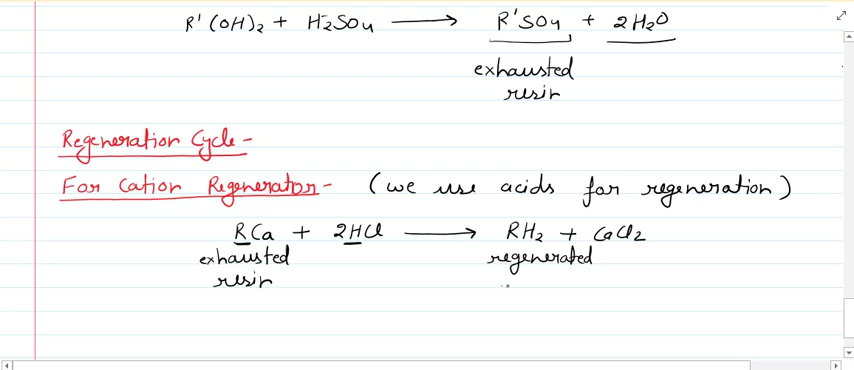 R'(OH)2 + H2SO4 ⟶ R'SO4 + 2H2O
exhausted
resin
Regeneration Cycle-
For Cation Regenerator- (we use acids for regeneration)
RCa + 2HCl ⟶ RH2 + CaCl2
exhausted regenerated
resin